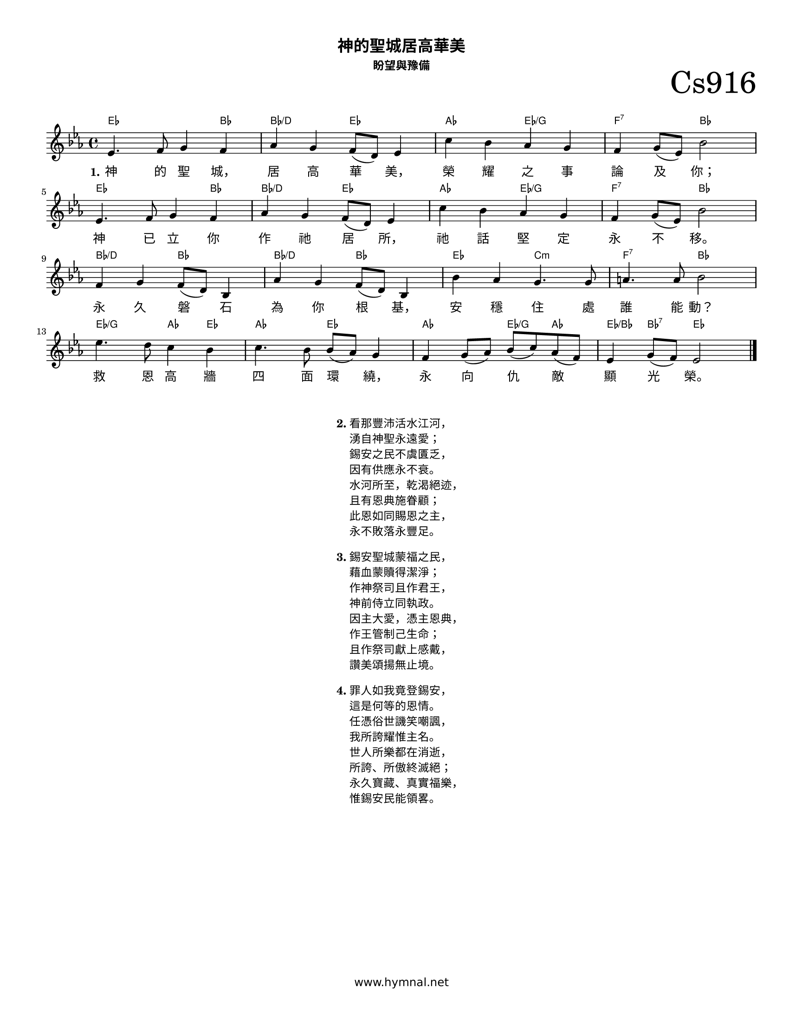 神的聖城居高華美
盼望與豫備
Cs916
E♭ B♭ B♭/D E♭ A♭ E♭/G F7 B♭
1. 神 的 聖 城， 居 高 華 美， 榮 耀 之 事 論 及 你；
5 E♭ B♭ B♭/D E♭ A♭ E♭/G F7 B♭
神 已 立 你 作 祂 居 所， 祂 話 堅 定 永 不 移。
9 B♭/D B♭ B♭/D B♭ E♭ Cm F7 B♭
永 久 磐 石 為 你 根 基， 安 穩 住 處 誰 能 動？
13 E♭/G A♭ E♭ A♭ E♭ A♭ E♭/G A♭ E♭/B♭ B♭7 E♭
救 恩 高 牆 四 面 環 繞， 永 向 仇 敵 顯 光 榮。
2. 看那豐沛活水江河，
湧自神聖永遠愛；
錫安之民不虞匱乏，
因有供應永不衰。
水河所至，乾渴絕迹，
且有恩典施眷顧；
此恩如同賜恩之主，
永不敗落永豐足。
3. 錫安聖城蒙福之民，
藉血蒙贖得潔淨；
作神祭司且作君王，
神前侍立同執政。
因主大愛，憑主恩典，
作王管制己生命；
且作祭司獻上感戴，
讚美頌揚無止境。
4. 罪人如我竟登錫安，
這是何等的恩情。
任憑俗世譏笑嘲諷，
我所誇耀惟主名。
世人所樂都在消逝，
所誇、所傲終滅絕；
永久寶藏、真實福樂，
惟錫安民能領畧。
www.hymnal.net